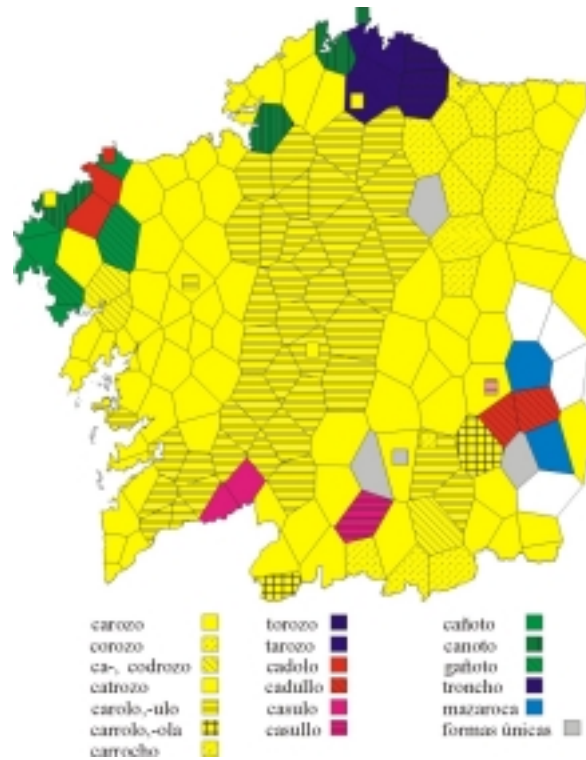 carozo
corozo
ca-, codrozo
catrozo
carolo,-ulo
carrolo,-ola
carrocho
torozo
tarozo
cadolo
cadullo
casulo
casullo
cañoto
canoto
gañoto
troncho
mazaroca
formas únicas